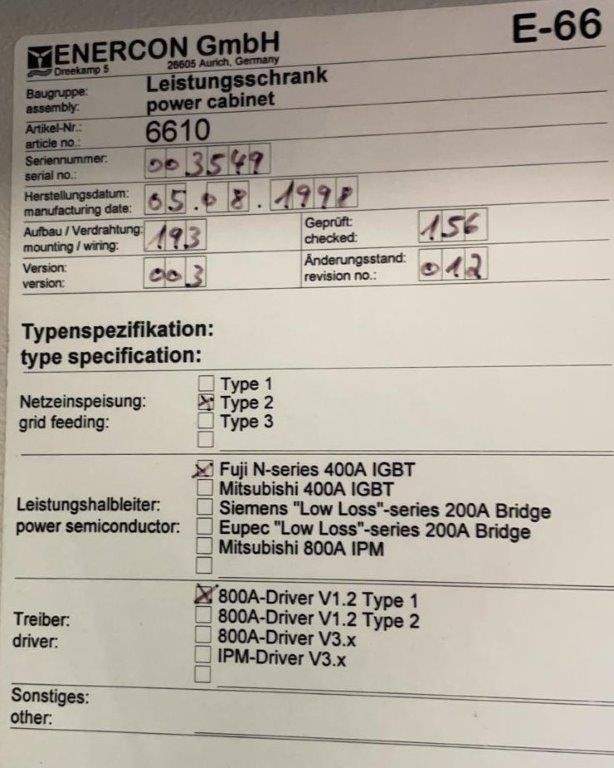 E-66
ENERCON GmbH
Dreekamp 5 26605 Aurich, Germany
Baugruppe: Leistungsschrank
assembly: power cabinet
Artikel-Nr.: 6610
article no.:
Seriennummer: 003549
serial no.:
Herstellungsdatum: 05.08.1998
manufacturing date:
Aufbau / Verdrahtung: 193 Geprüft: 156
mounting / wiring: checked:
Version: 003 Änderungsstand: 012
version: revision no.:
Typenspezifikation:
type specification:
Type 1
Netzeinspeisung: Type 2
grid feeding: Type 3
Fuji N-series 400A IGBT
Mitsubishi 400A IGBT
Leistungshalbleiter: Siemens "Low Loss"-series 200A Bridge
power semiconductor: Eupec "Low Loss"-series 200A Bridge
Mitsubishi 800A IPM
800A-Driver V1.2 Type 1
Treiber: 800A-Driver V1.2 Type 2
driver: 800A-Driver V3.x
IPM-Driver V3.x
Sonstiges:
other: